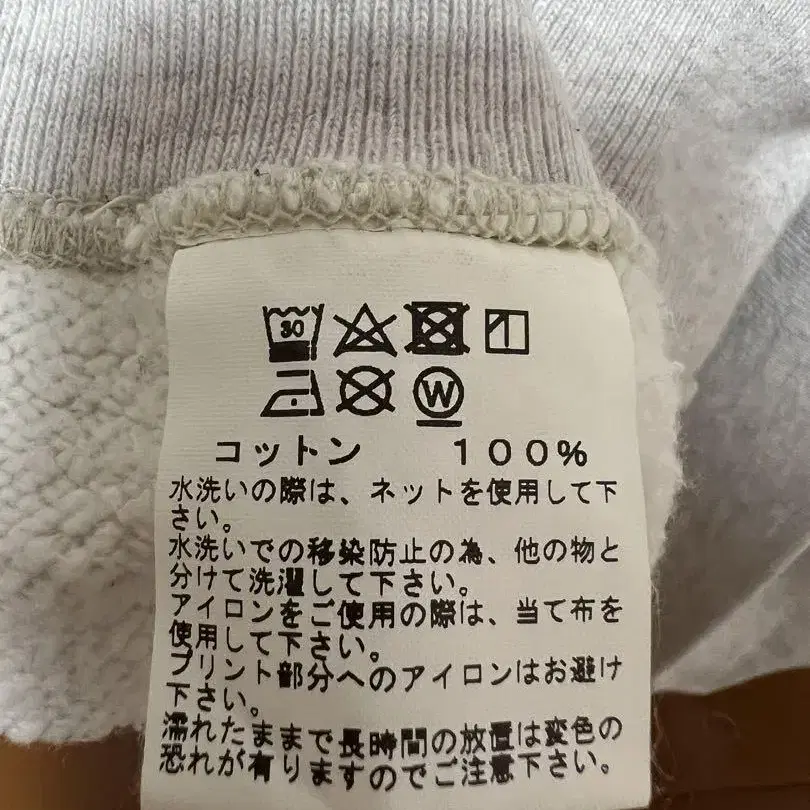 30
W
コットン 100%
水洗いの際は、ネットを使用して下
さい。
水洗いでの移染防止の為、他の物と
分けて洗濯して下さい。
アイロンをご使用の際は、当て布を
使用して下さい。
プリント部分へのアイロンはお避け
下さい。
濡れたままで長時間の放置は変色の
恐れが有りますのでご注意下さい。